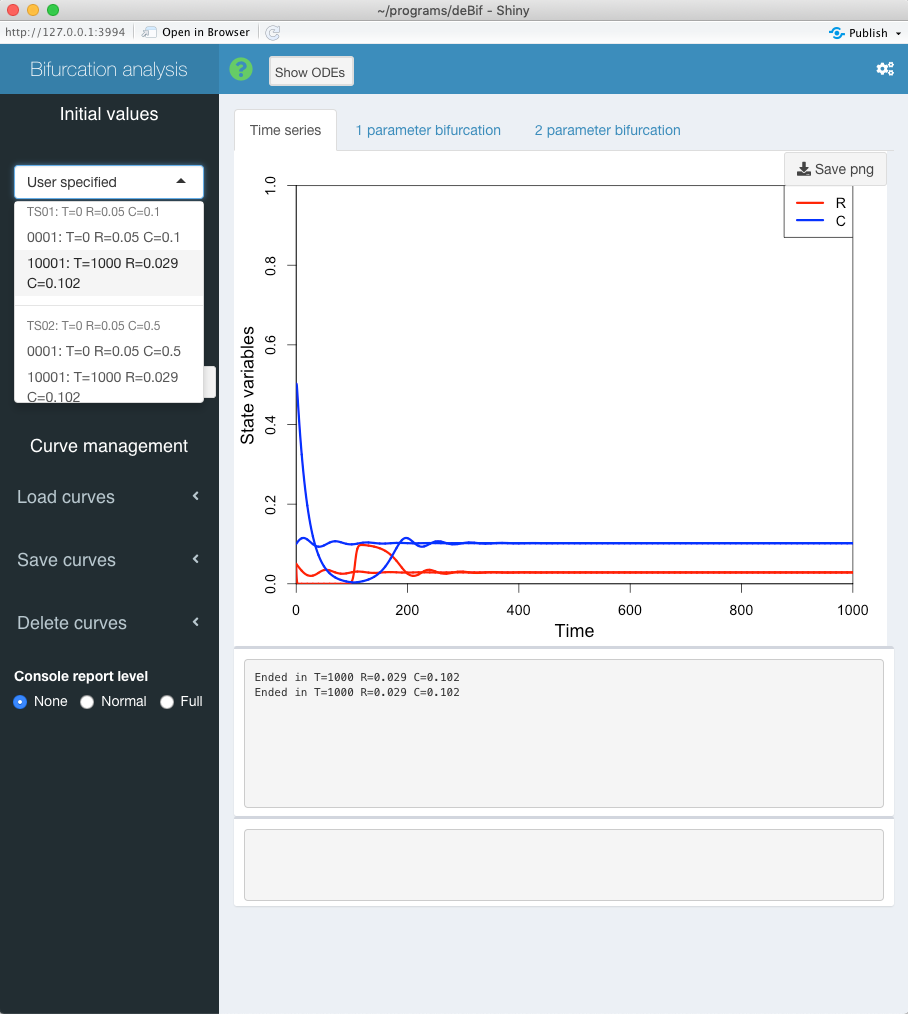 ~/programs/deBif - Shiny
http://127.0.0.1:3994 Open in Browser Publish
Bifurcation analysis
? Show ODEs
Initial values
User specified
TS01: T=0 R=0.05 C=0.1
0001: T=0 R=0.05 C=0.1
10001: T=1000 R=0.029
C=0.102
TS02: T=0 R=0.05 C=0.5
0001: T=0 R=0.05 C=0.5
10001: T=1000 R=0.029
C=0.102
Curve management
Load curves
Save curves
Delete curves
Console report level
None Normal Full
Time series 1 parameter bifurcation 2 parameter bifurcation
Save png
R
C
State variables
1.0
0.8
0.6
0.4
0.2
0.0
0 200 400 600 800 1000
Time
Ended in T=1000 R=0.029 C=0.102
Ended in T=1000 R=0.029 C=0.102